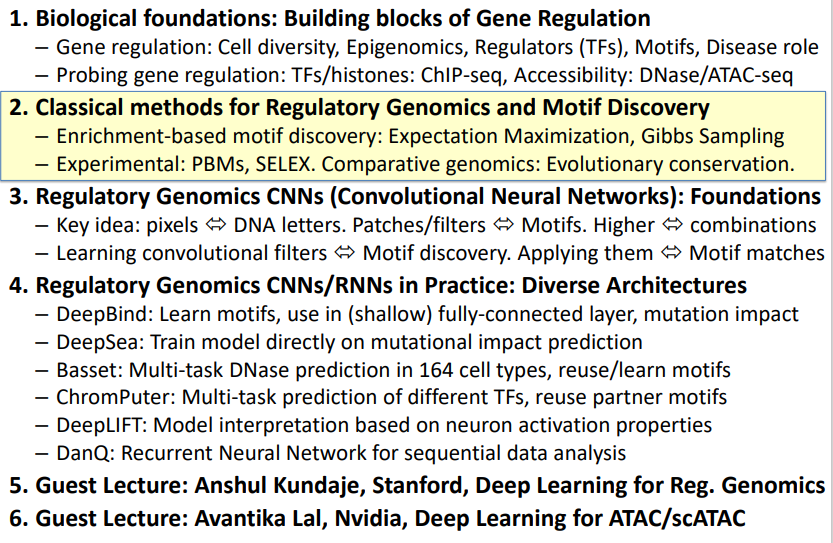 1. Biological foundations: Building blocks of Gene Regulation
– Gene regulation: Cell diversity, Epigenomics, Regulators (TFs), Motifs, Disease role
– Probing gene regulation: TFs/histones: ChIP-seq, Accessibility: DNase/ATAC-seq
2. Classical methods for Regulatory Genomics and Motif Discovery
– Enrichment-based motif discovery: Expectation Maximization, Gibbs Sampling
– Experimental: PBMs, SELEX. Comparative genomics: Evolutionary conservation.
3. Regulatory Genomics CNNs (Convolutional Neural Networks): Foundations
– Key idea: pixels ⇔ DNA letters. Patches/filters ⇔ Motifs. Higher ⇔ combinations
– Learning convolutional filters ⇔ Motif discovery. Applying them ⇔ Motif matches
4. Regulatory Genomics CNNs/RNNs in Practice: Diverse Architectures
– DeepBind: Learn motifs, use in (shallow) fully-connected layer, mutation impact
– DeepSea: Train model directly on mutational impact prediction
– Basset: Multi-task DNase prediction in 164 cell types, reuse/learn motifs
– ChromPuter: Multi-task prediction of different TFs, reuse partner motifs
– DeepLIFT: Model interpretation based on neuron activation properties
– DanQ: Recurrent Neural Network for sequential data analysis
5. Guest Lecture: Anshul Kundaje, Stanford, Deep Learning for Reg. Genomics
6. Guest Lecture: Avantika Lal, Nvidia, Deep Learning for ATAC/scATAC